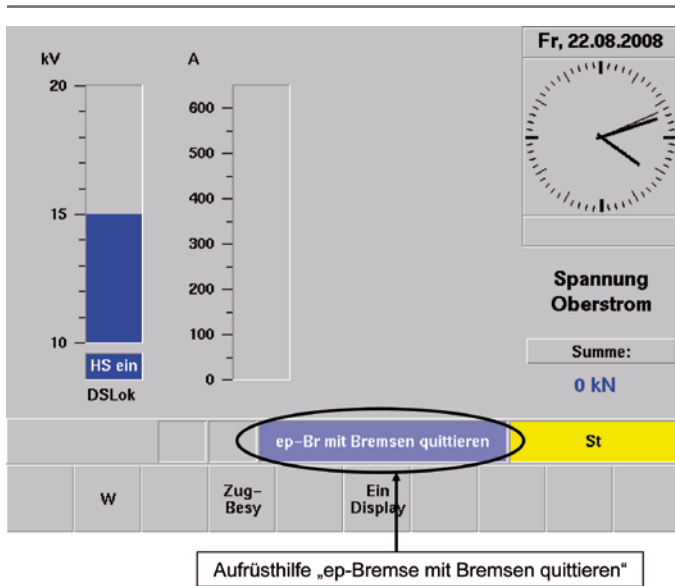 Fr, 22.08.2008
kV
A
20
15
10
600
500
400
300
200
100
0
HS ein
DSLok
Spannung
Oberstrom
Summe:
0 kN
ep-Br mit Bremsen quittieren
St
W
Zug-
Besy
Ein
Display
Aufrüsthilfe „ep-Bremse mit Bremsen quittieren“